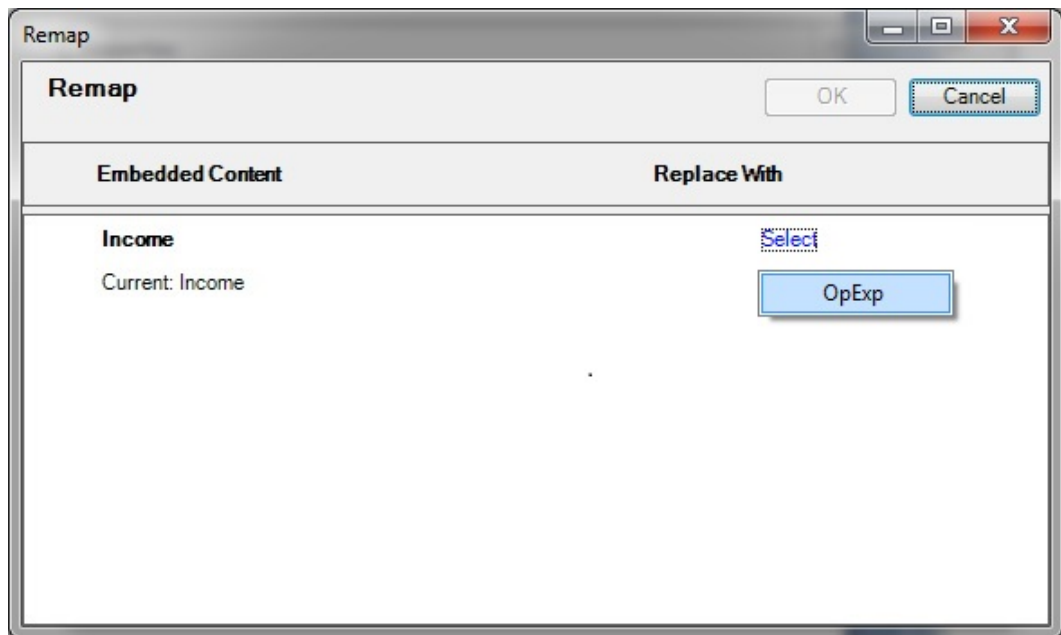 Remap
Remap
OK
Cancel
Embedded Content
Replace With
Income
Select
Current: Income
OpExp